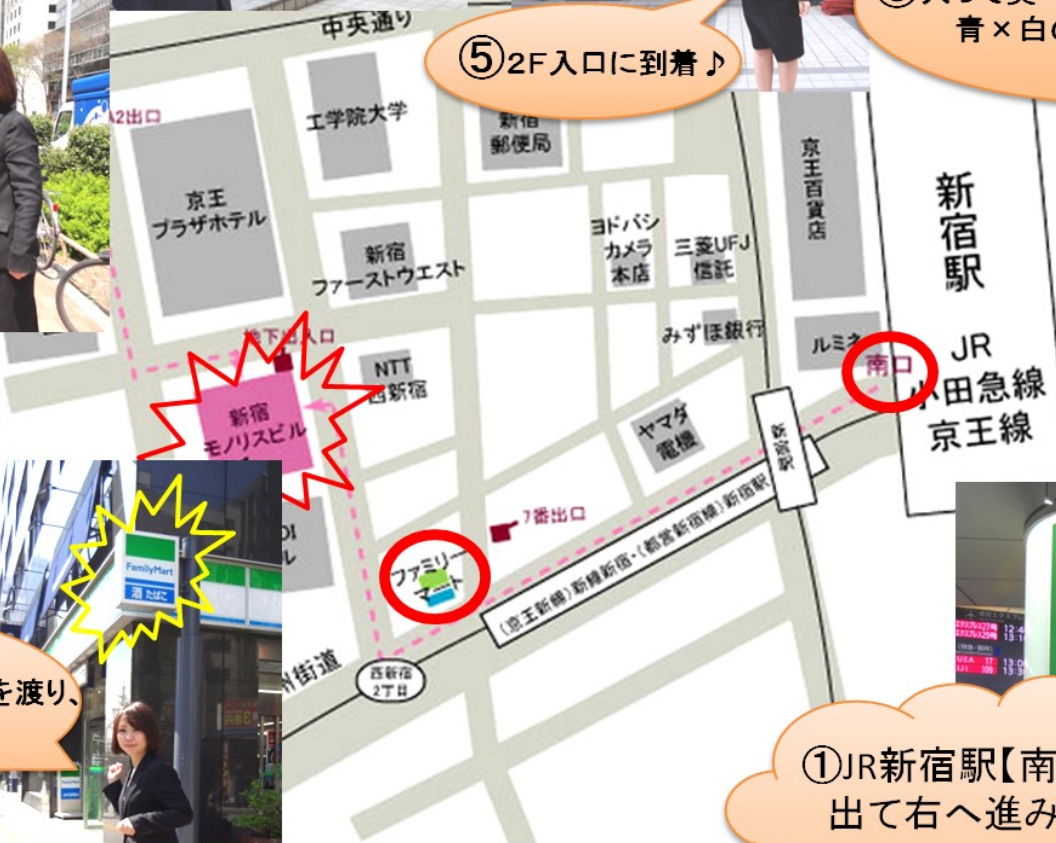 中央通り
⑤2F入口に到着♪
青×白
A2出口
工学院大学
新宿
郵便局
京王
プラザホテル
京王百貨店
新宿駅
新宿
ファーストウエスト
ヨドバシ
カメラ
本店
三菱UFJ
信託
地下出入口
みずほ銀行
ルミネ
南口
JR
小田急線
京王線
NTT
西新宿
新宿
モノリスビル
ヤマダ
電機
新宿駅
7番出口
ファミリー
マート
(京王新線)新線新宿・(都営新宿線)新宿駅
FamilyMart
酒 たばこ
州街道
西新宿
2丁目
を渡り、
①JR新宿駅【南
出て右へ進み